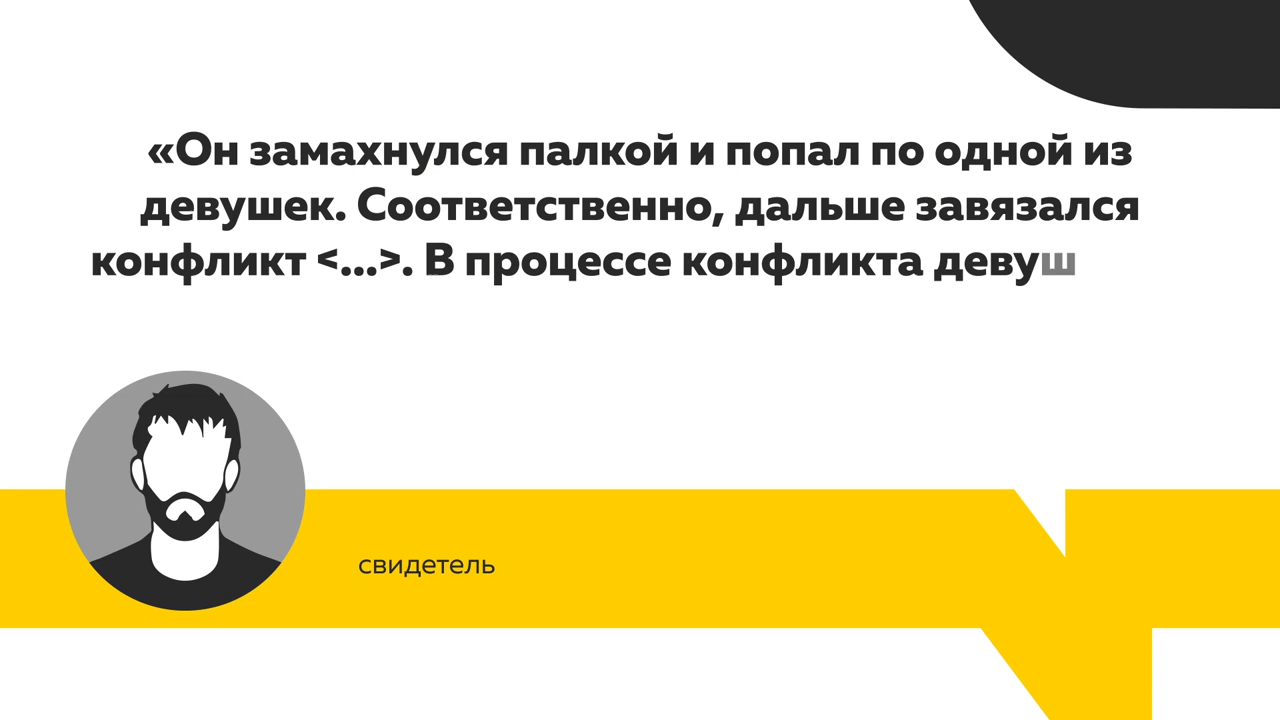 «Он замахнулся палкой и попал по одной из
девушек. Соответственно, дальше завязался
конфликт <...>. В процессе конфликта девуш
свидетель